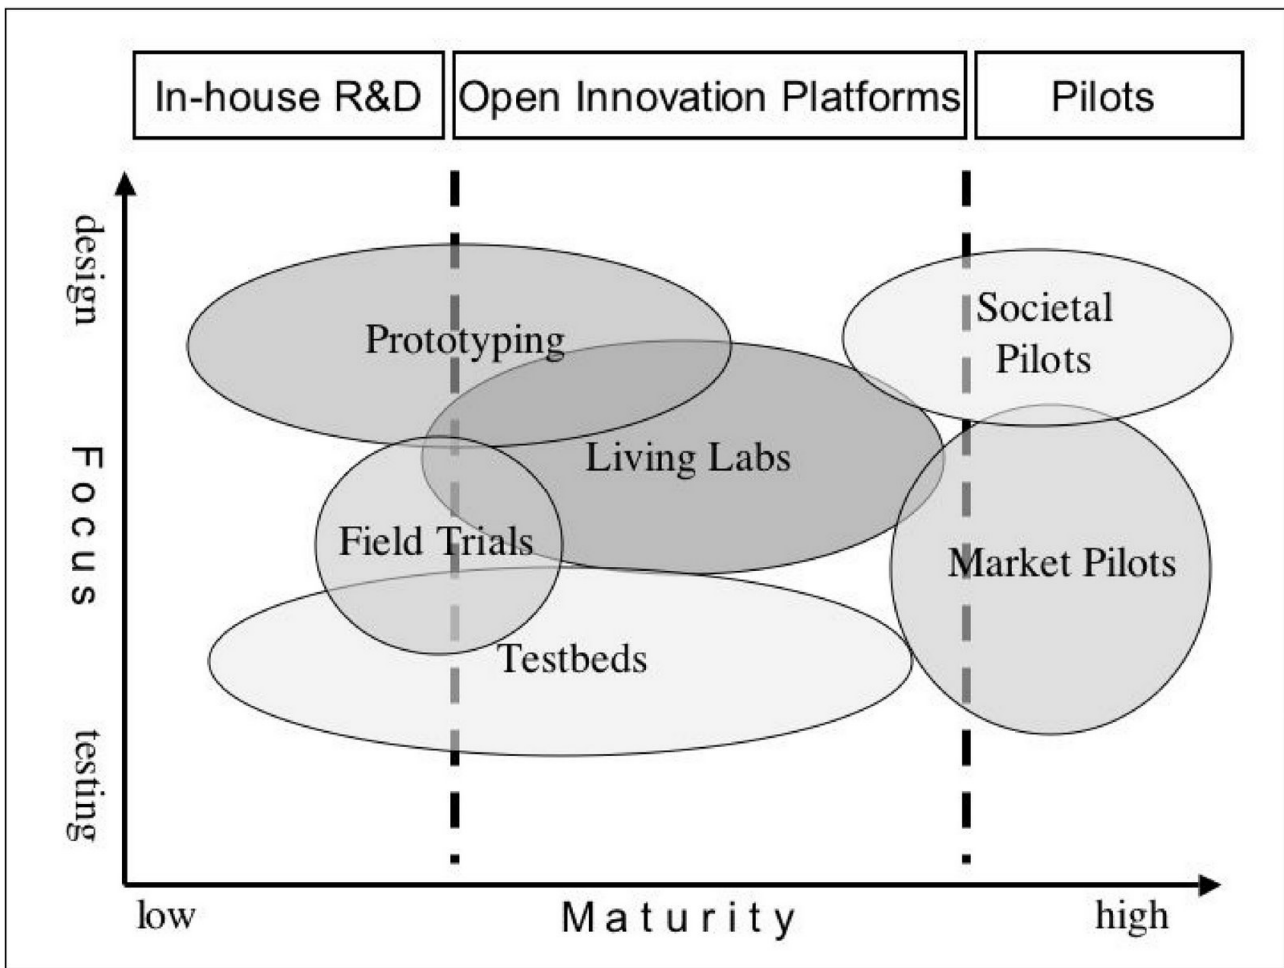 In-house R&D
Open Innovation Platforms
Pilots
design
Focus
testing
Prototyping
Societal
Pilots
Living Labs
Field Trials
Market Pilots
Testbeds
low
Maturity
high